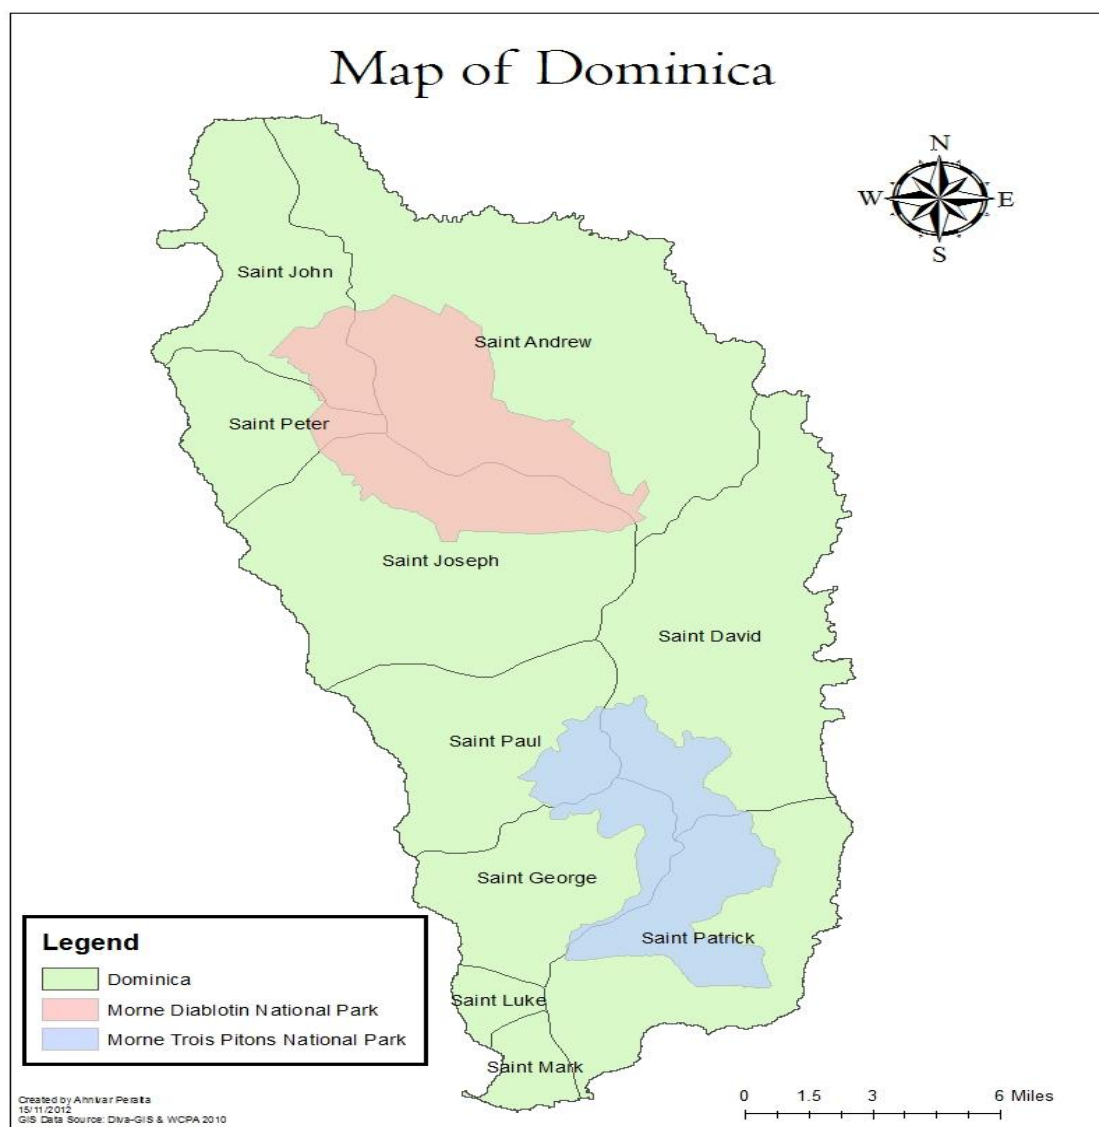 Map of Dominica
N
W
E
S
Saint John
Saint Andrew
Saint Peter
Saint Joseph
Saint David
Saint Paul
Saint George
Saint Patrick
Saint Luke
Saint Mark
Legend
Dominica
Morne Diablotin National Park
Morne Trois Pitons National Park
Created by Ahnivar Peralta
15/11/2012
GIS Data Source: Diva-GIS & WCPA 2010
0 1.5 3 6 Miles